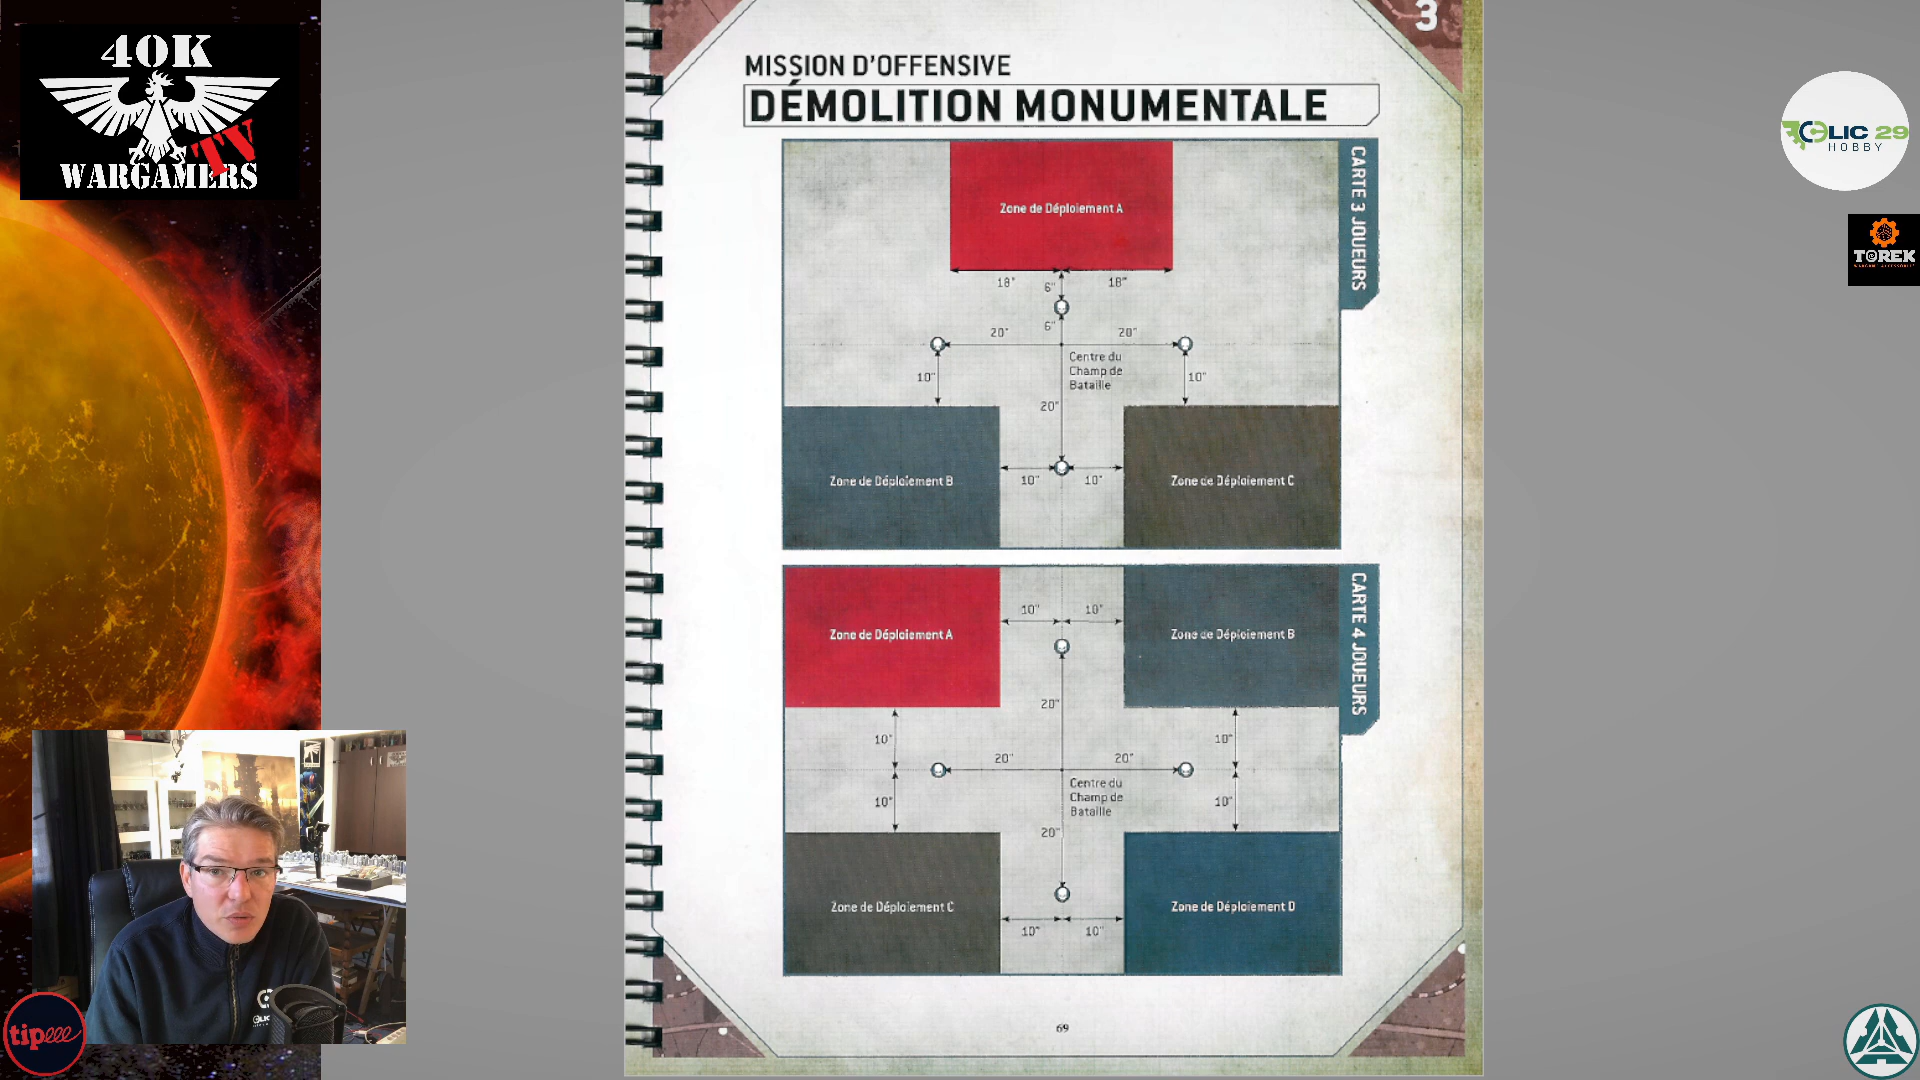 40K
TV
WARGAMERS
CLIC 29
HOBBY
TOREK
tipeee
3
MISSION D'OFFENSIVE
DÉMOLITION MONUMENTALE
CARTE 3 JOUEURS
Zone de Déploiement A
18" 18"
6"
6"
20" 20"
Centre du
Champ de
Bataille
10" 10"
20"
Zone de Déploiement B
Zone de Déploiement C
10" 10"
CARTE 4 JOUEURS
10" 10"
Zone de Déploiement A
Zone de Déploiement B
20"
10" 10"
20" 20"
Centre du
Champ de
Bataille
10" 10"
20"
Zone de Déploiement C
Zone de Déploiement D
10" 10"
69